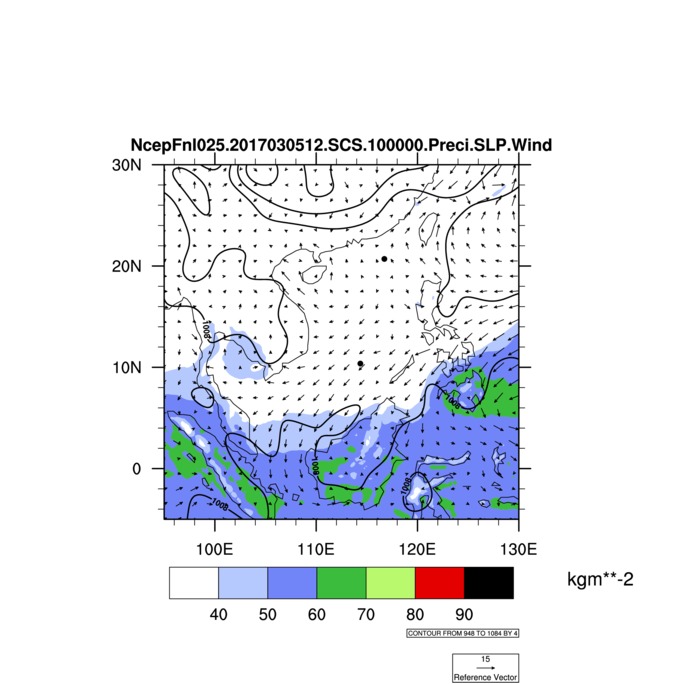 NcepFnl025.2017030512.SCS.100000.Preci.SLP.Wind
30N
20N
10N
0
1008
1008
1008
1008
1008
100E 110E 120E 130E
kgm**-2
40 50 60 70 80 90
CONTOUR FROM 948 TO 1084 BY 4
15
Reference Vector